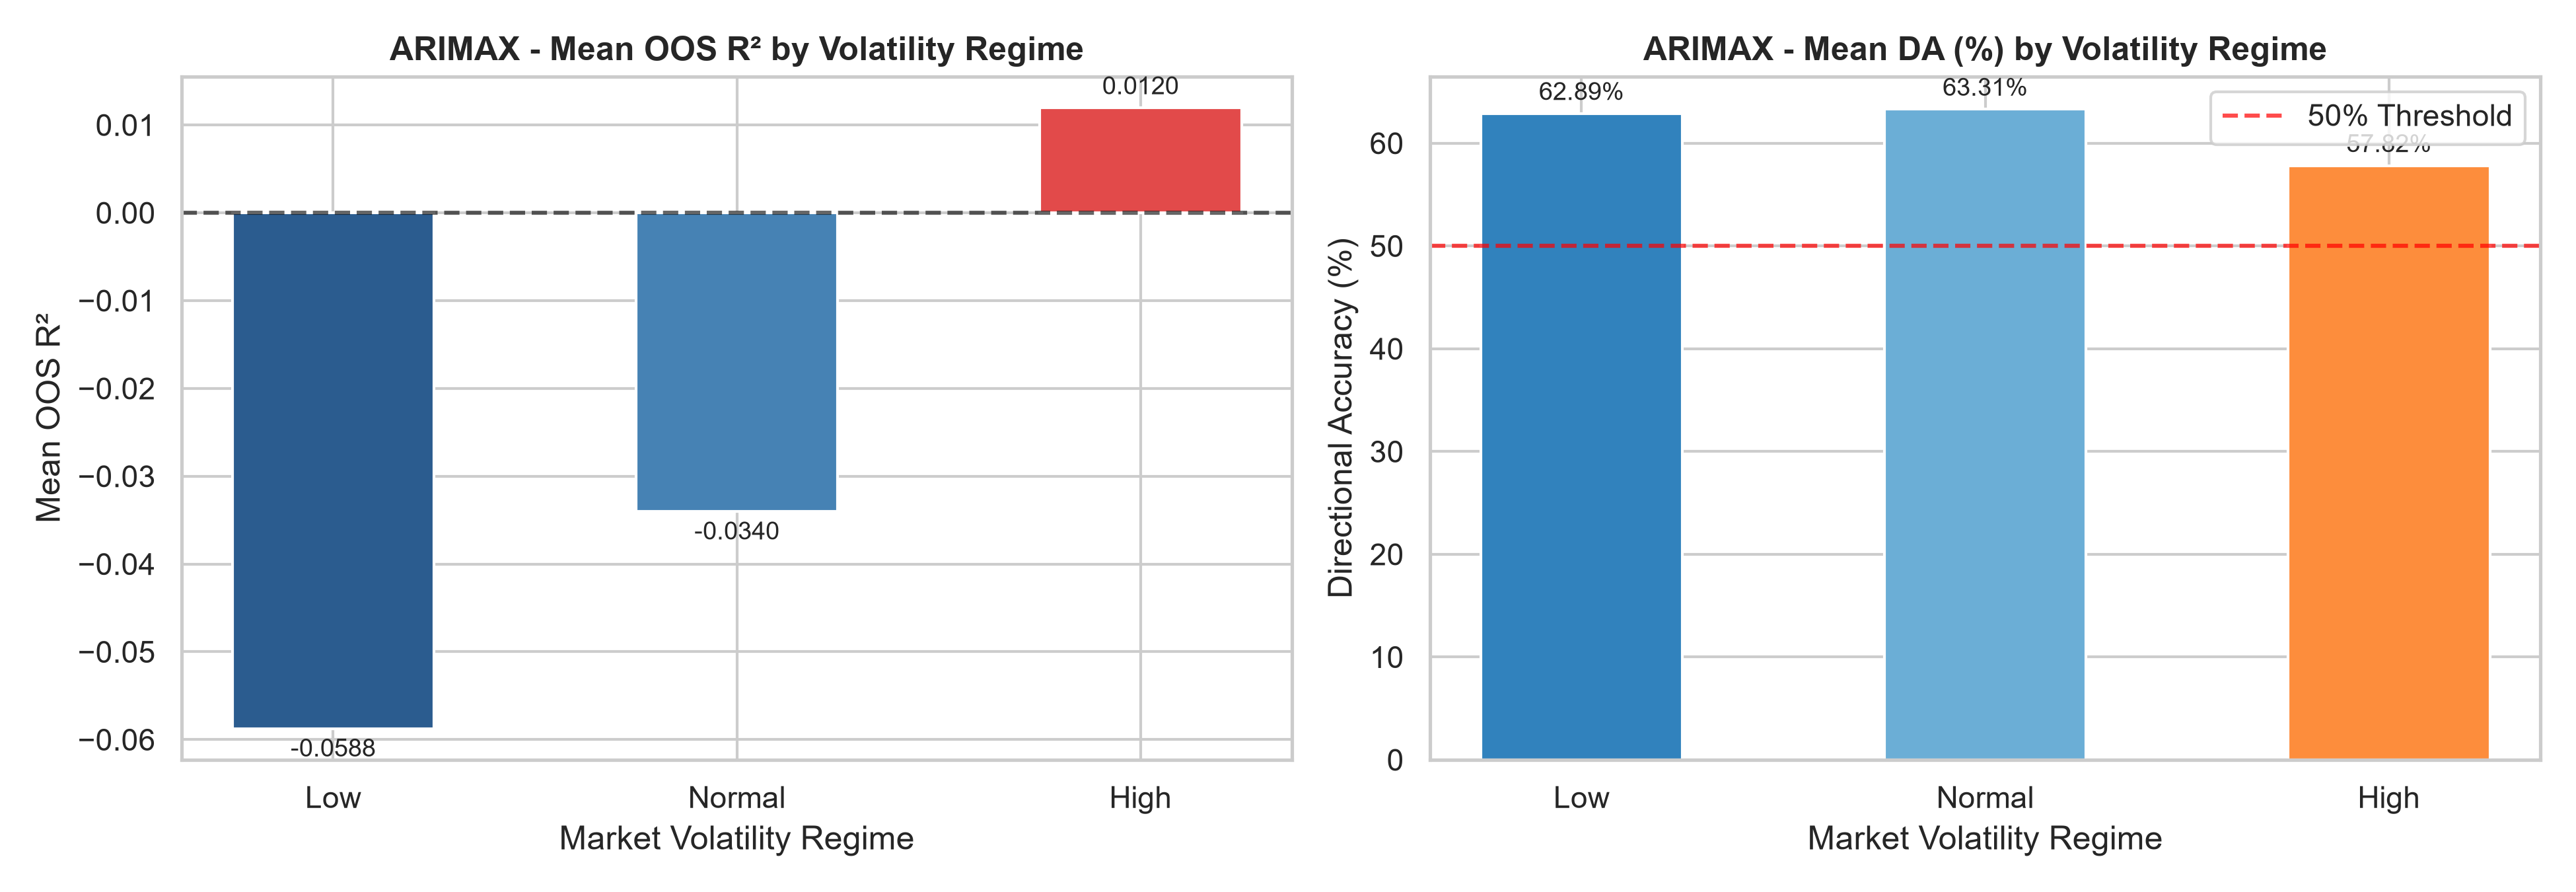 ARIMAX - Mean OOS R² by Volatility Regime
0.0120
0.01
0.00
−0.01
−0.02
−0.03
−0.04
−0.05
−0.06
-0.0340
-0.0588
Mean OOS R²
Low
Normal
High
Market Volatility Regime
ARIMAX - Mean DA (%) by Volatility Regime
62.89%
63.31%
50% Threshold
57.82%
60
50
40
30
20
10
0
Directional Accuracy (%)
Low
Normal
High
Market Volatility Regime